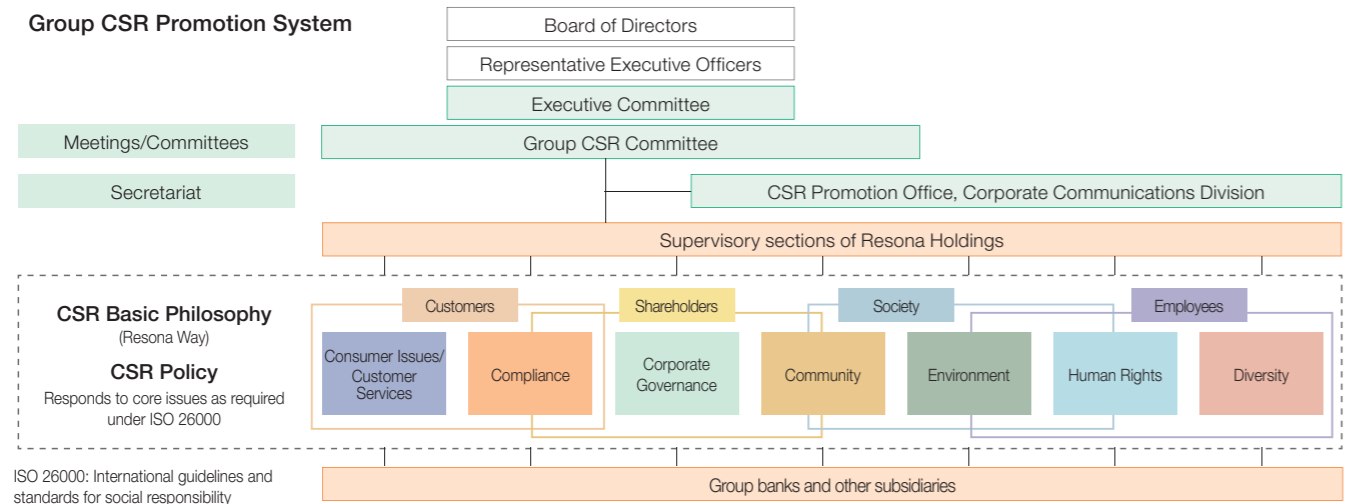 Group CSR Promotion System
Board of Directors
Representative Executive Officers
Executive Committee
Meetings/Committees
Group CSR Committee
Secretariat
CSR Promotion Office, Corporate Communications Division
Supervisory sections of Resona Holdings
CSR Basic Philosophy
(Resona Way)
CSR Policy
Responds to core issues as required
under ISO 26000
Customers
Shareholders
Society
Employees
Consumer Issues/
Customer
Services
Compliance
Corporate
Governance
Community
Environment
Human Rights
Diversity
ISO 26000: International guidelines and
standards for social responsibility
Group banks and other subsidiaries